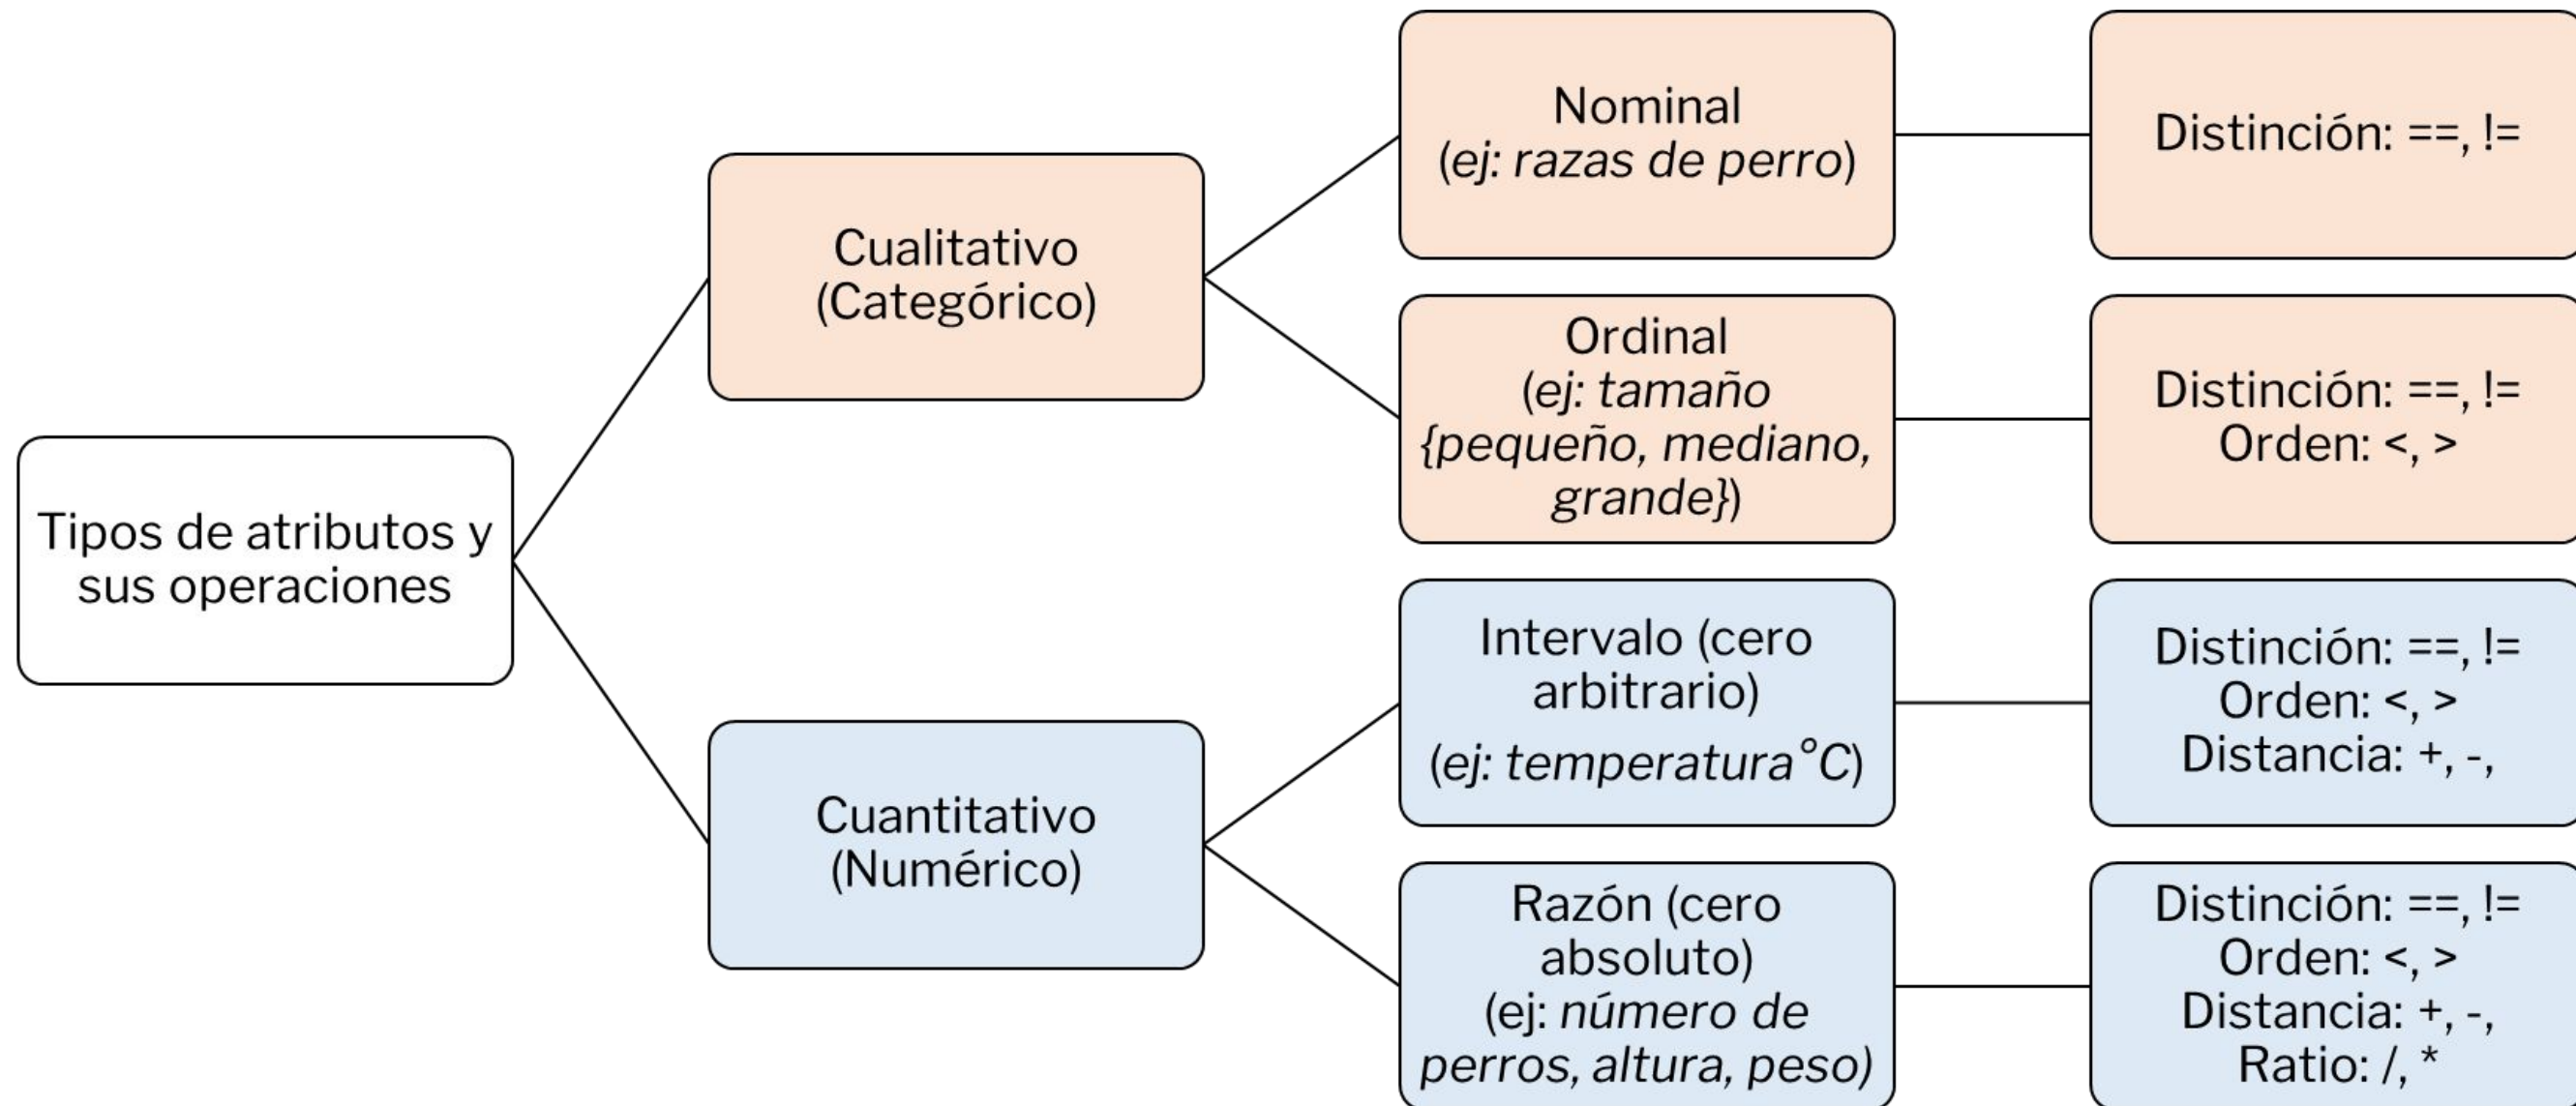 Tipos de atributos y
sus operaciones
Cualitativo
(Categórico)
Nominal
(ej: razas de perro)
Distinción: ==, !=
Ordinal
(ej: tamaño
{pequeño, mediano,
grande})
Distinción: ==, !=
Orden: <, >
Cuantitativo
(Numérico)
Intervalo (cero
arbitrario)
(ej: temperatura°C)
Distinción: ==, !=
Orden: <, >
Distancia: +, -,
Razón (cero
absoluto)
(ej: número de
perros, altura, peso)
Distinción: ==, !=
Orden: <, >
Distancia: +, -,
Ratio: /, *